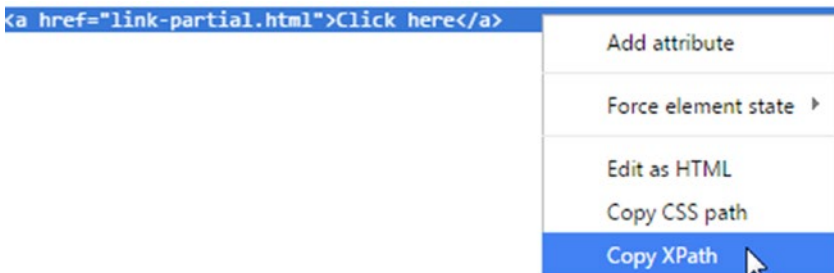 <a href="link-partial.html">Click here</a>
Add attribute
Force element state
Edit as HTML
Copy CSS path
Copy XPath